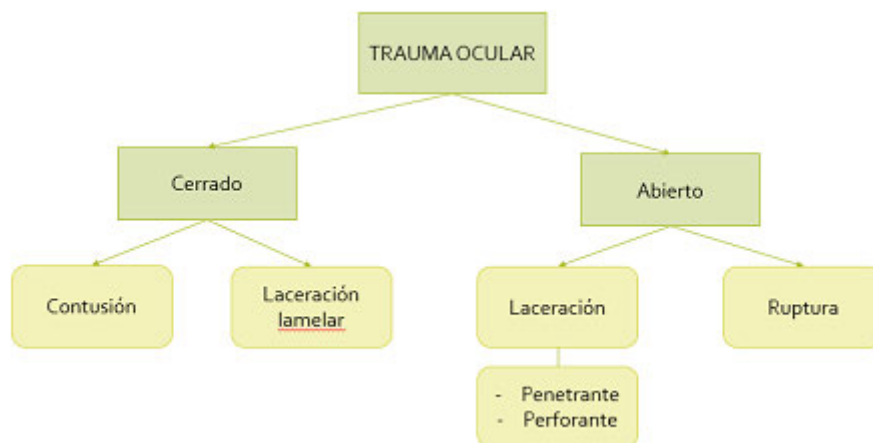 TRAUMA OCULAR
Cerrado
Abierto
Contusión
Laceración
lamelar
Laceración
Ruptura
- Penetrante
- Perforante